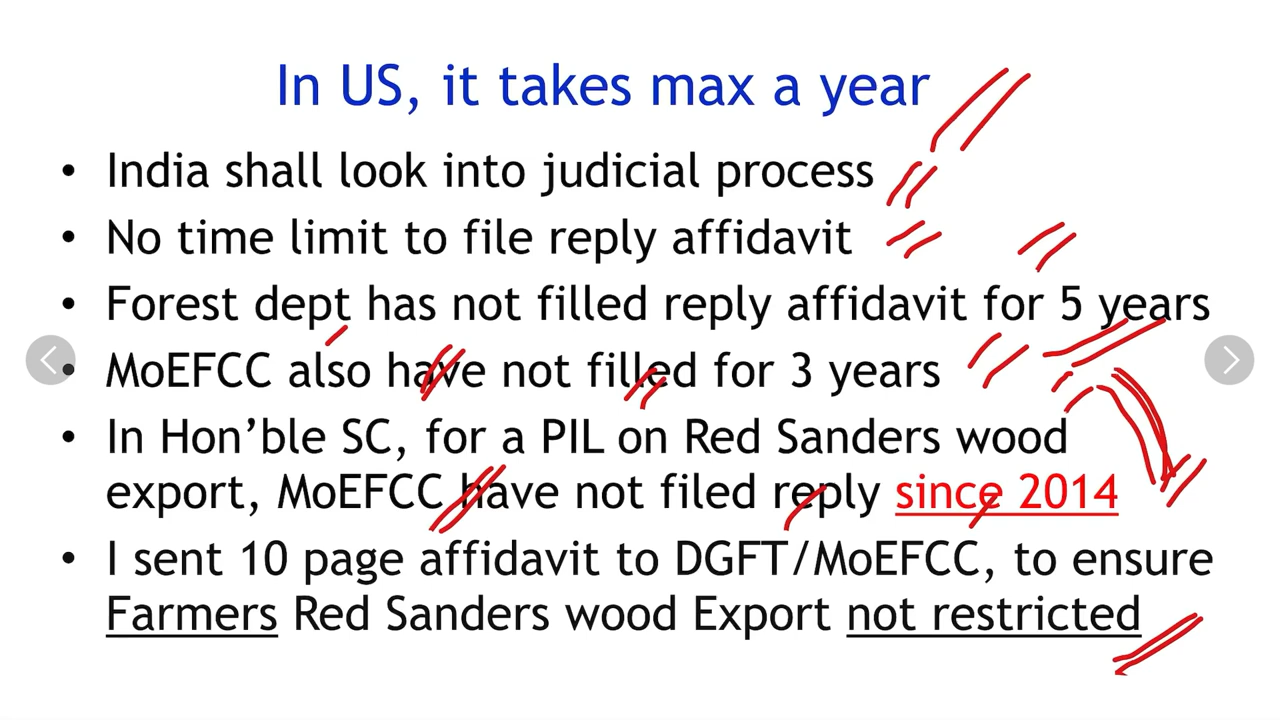 In US, it takes max a year
• India shall look into judicial process
• No time limit to file reply affidavit
• Forest dept has not filled reply affidavit for 5 years
• MoEFCC also have not filled for 3 years
• In Hon’ble SC, for a PIL on Red Sanders wood
export, MoEFCC have not filed reply since 2014
• I sent 10 page affidavit to DGFT/MoEFCC, to ensure
Farmers Red Sanders wood Export not restricted